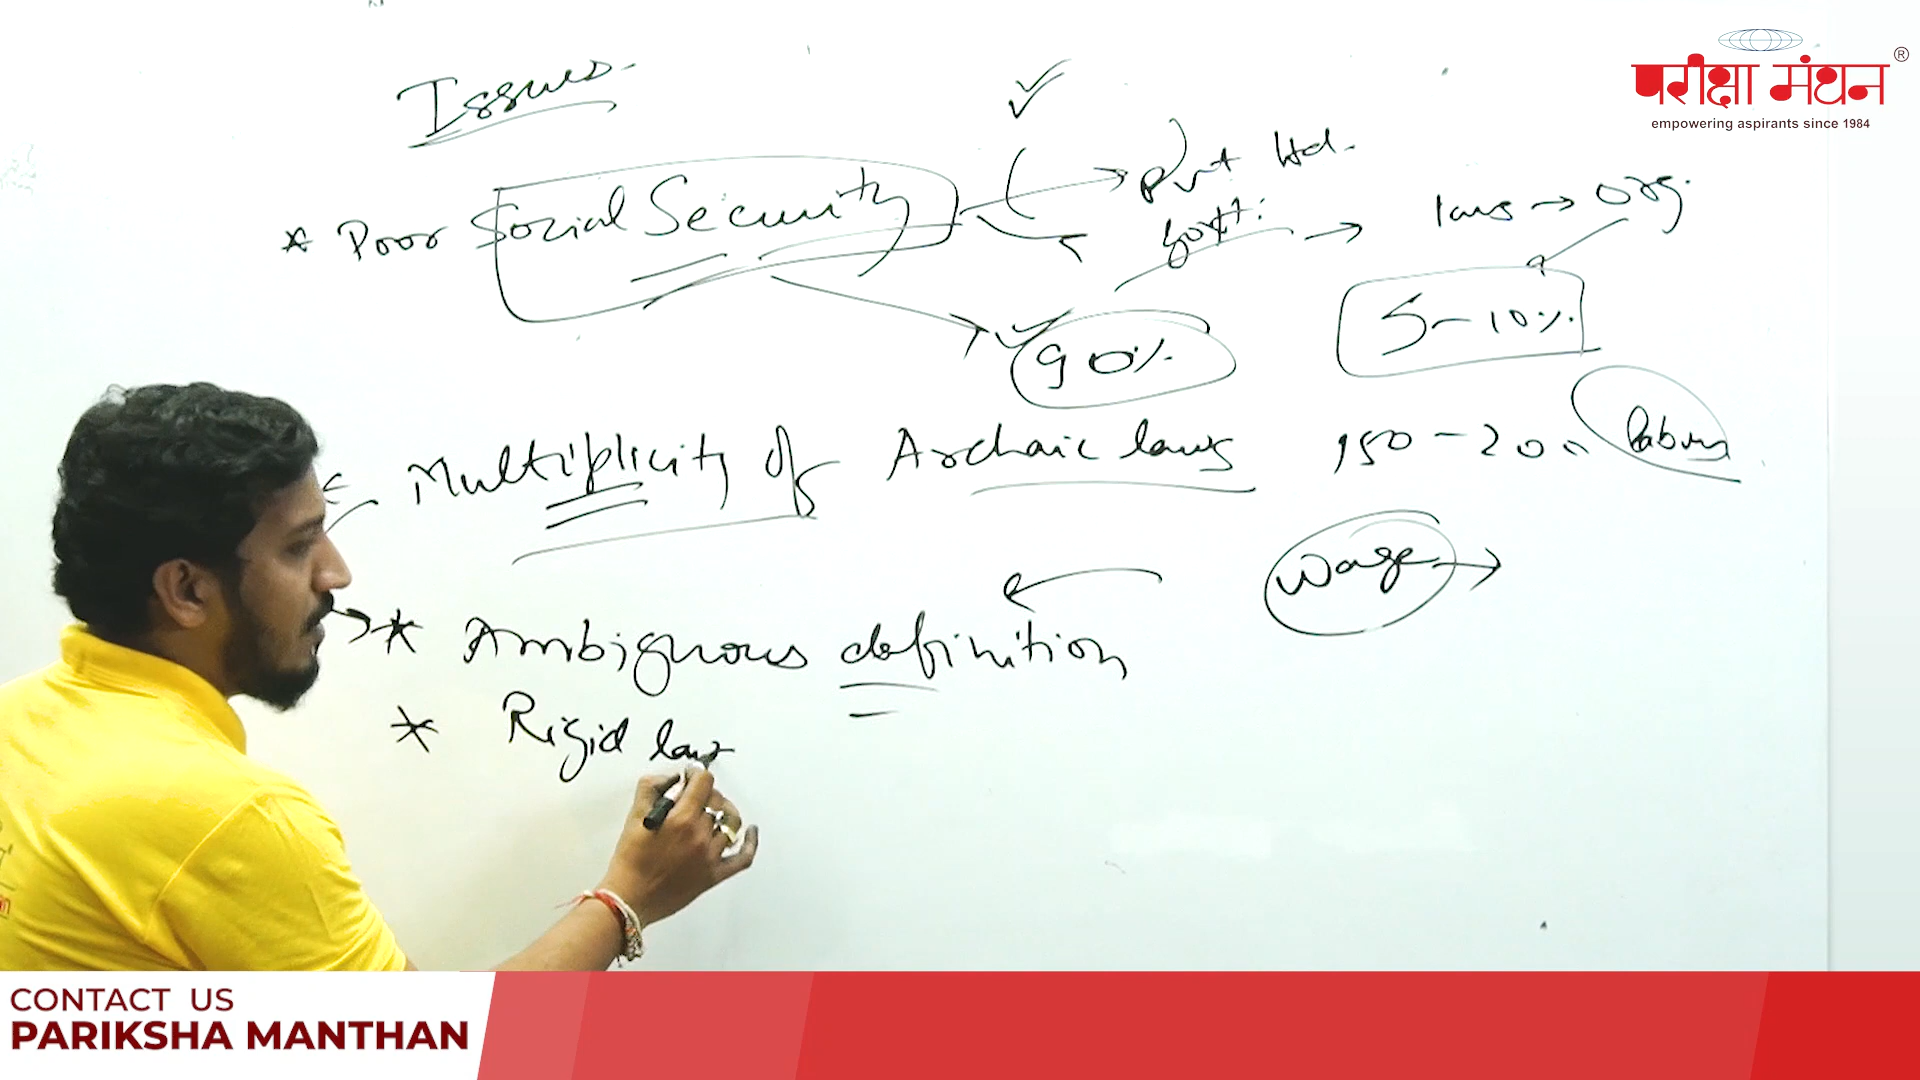 Issues.
* Poor Social Security
Pvt ltd.
Govt.
laws → Org.
90%
5-10%
* Multiplicity of Archaic laws
150-200 labour
Wage →
* Ambiguous definition
* Rigid law
परीक्षा मंथन ®
empowering aspirants since 1984
CONTACT US
PARIKSHA MANTHAN